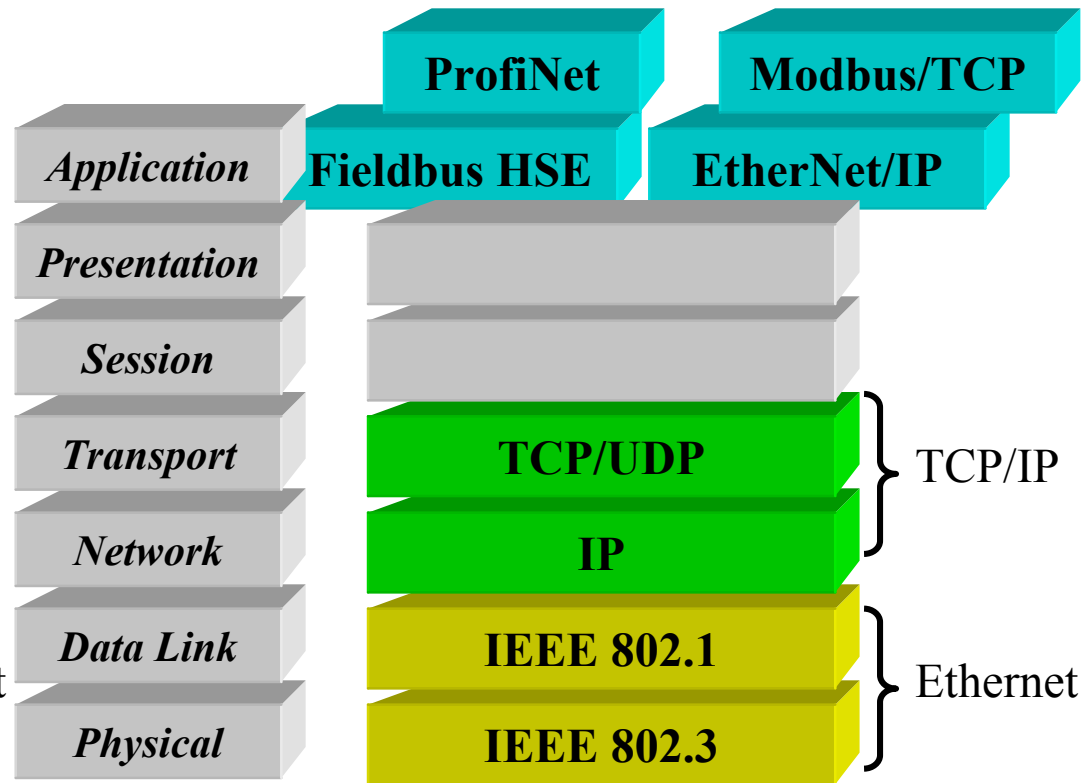 ProfiNet Modbus/TCP
Application Fieldbus HSE EtherNet/IP
Presentation
Session
Transport TCP/UDP TCP/IP
Network IP
Data Link IEEE 802.1
t Ethernet
Physical IEEE 802.3